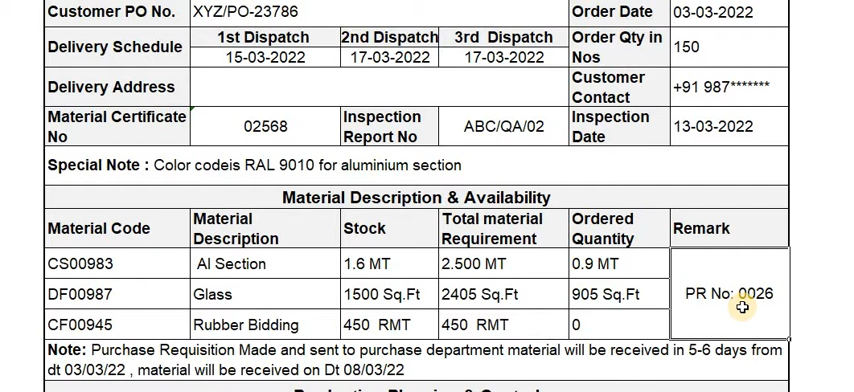 Customer PO No. XYZ/PO-23786 Order Date 03-03-2022
Delivery Schedule 1st Dispatch 2nd Dispatch 3rd Dispatch Order Qty in Nos 150
15-03-2022 17-03-2022 17-03-2022
Delivery Address Customer Contact +91 987*******
Material Certificate No 02568 Inspection Report No ABC/QA/02 Inspection Date 13-03-2022
Special Note : Color codeis RAL 9010 for aluminium section
Material Description & Availability
Material Code Material Description Stock Total material Requirement Ordered Quantity Remark
CS00983 Al Section 1.6 MT 2.500 MT 0.9 MT
DF00987 Glass 1500 Sq.Ft 2405 Sq.Ft 905 Sq.Ft PR No: 0026
CF00945 Rubber Bidding 450 RMT 450 RMT 0
Note: Purchase Requisition Made and sent to purchase department material will be received in 5-6 days from
dt 03/03/22 , material will be received on Dt 08/03/22